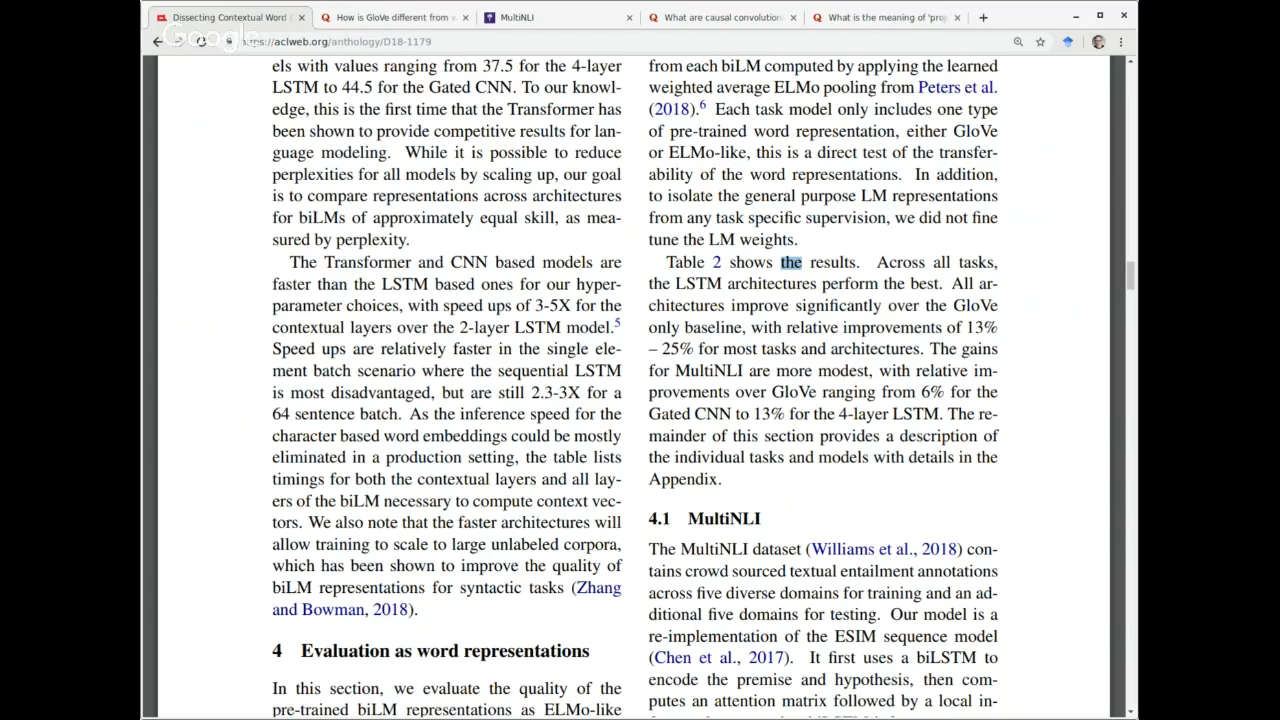 Dissecting Contextual Word
How is GloVe different from
MultiNLI
What are causal convolution
What is the meaning of 'pro
Google
https://aclweb.org/anthology/D18-1179
els with values ranging from 37.5 for the 4-layer
LSTM to 44.5 for the Gated CNN. To our knowl-
edge, this is the first time that the Transformer has
been shown to provide competitive results for lan-
guage modeling. While it is possible to reduce
perplexities for all models by scaling up, our goal
is to compare representations across architectures
for biLMs of approximately equal skill, as mea-
sured by perplexity.
The Transformer and CNN based models are
faster than the LSTM based ones for our hyper-
parameter choices, with speed ups of 3-5X for the
contextual layers over the 2-layer LSTM model.5
Speed ups are relatively faster in the single ele-
ment batch scenario where the sequential LSTM
is most disadvantaged, but are still 2.3-3X for a
64 sentence batch. As the inference speed for the
character based word embeddings could be mostly
eliminated in a production setting, the table lists
timings for both the contextual layers and all lay-
ers of the biLM necessary to compute context vec-
tors. We also note that the faster architectures will
allow training to scale to large unlabeled corpora,
which has been shown to improve the quality of
biLM representations for syntactic tasks (Zhang
and Bowman, 2018).
4 Evaluation as word representations
In this section, we evaluate the quality of the
pre-trained biLM representations as ELMo-like
from each biLM computed by applying the learned
weighted average ELMo pooling from Peters et al.
(2018).6 Each task model only includes one type
of pre-trained word representation, either GloVe
or ELMo-like, this is a direct test of the transfer-
ability of the word representations. In addition,
to isolate the general purpose LM representations
from any task specific supervision, we did not fine
tune the LM weights.
Table 2 shows the results. Across all tasks,
the LSTM architectures perform the best. All ar-
chitectures improve significantly over the GloVe
only baseline, with relative improvements of 13%
– 25% for most tasks and architectures. The gains
for MultiNLI are more modest, with relative im-
provements over GloVe ranging from 6% for the
Gated CNN to 13% for the 4-layer LSTM. The re-
mainder of this section provides a description of
the individual tasks and models with details in the
Appendix.
4.1 MultiNLI
The MultiNLI dataset (Williams et al., 2018) con-
tains crowd sourced textual entailment annotations
across five diverse domains for training and an ad-
ditional five domains for testing. Our model is a
re-implementation of the ESIM sequence model
(Chen et al., 2017). It first uses a biLSTM to
encode the premise and hypothesis, then com-
putes an attention matrix followed by a local in-